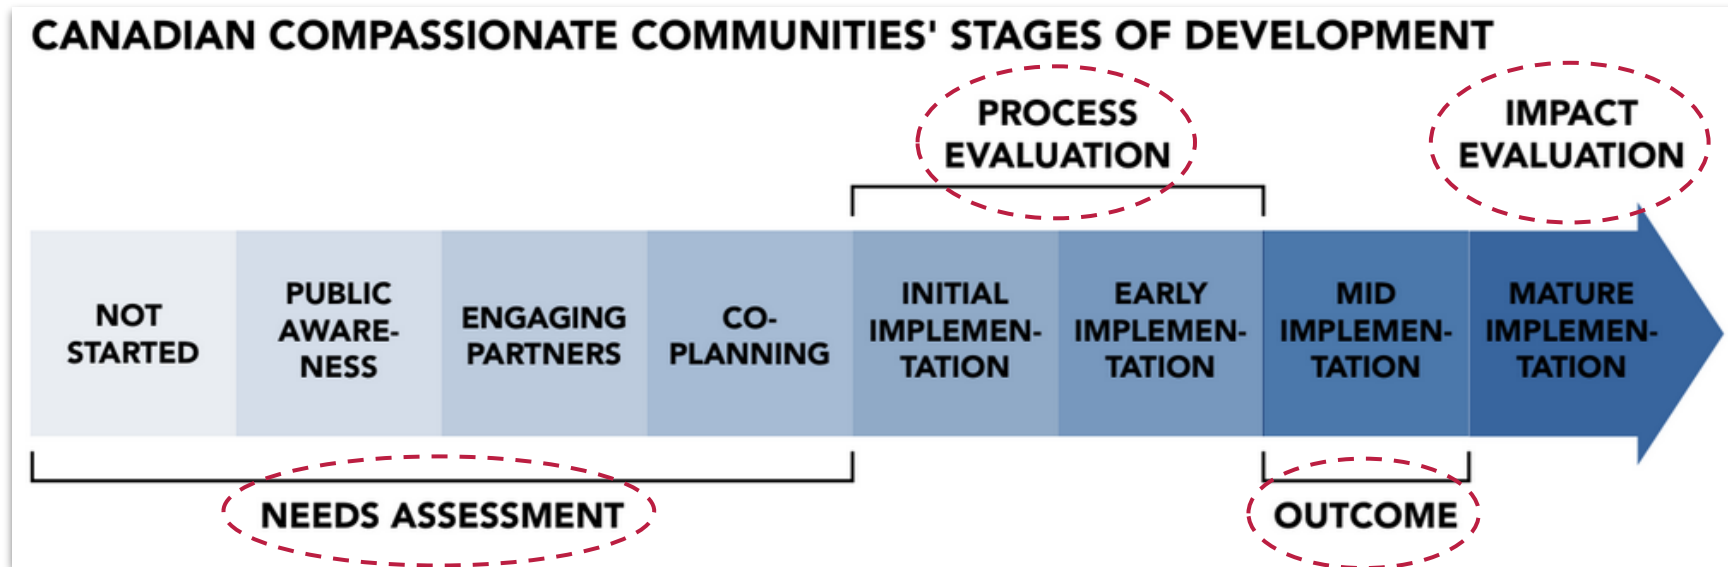 CANADIAN COMPASSIONATE COMMUNITIES' STAGES OF DEVELOPMENT
PROCESS
EVALUATION
IMPACT
EVALUATION
NOT
STARTED
PUBLIC
AWARE-
NESS
ENGAGING
PARTNERS
CO-
PLANNING
INITIAL
IMPLEMEN-
TATION
EARLY
IMPLEMEN-
TATION
MID
IMPLEMEN-
TATION
MATURE
IMPLEMEN-
TATION
NEEDS ASSESSMENT
OUTCOME